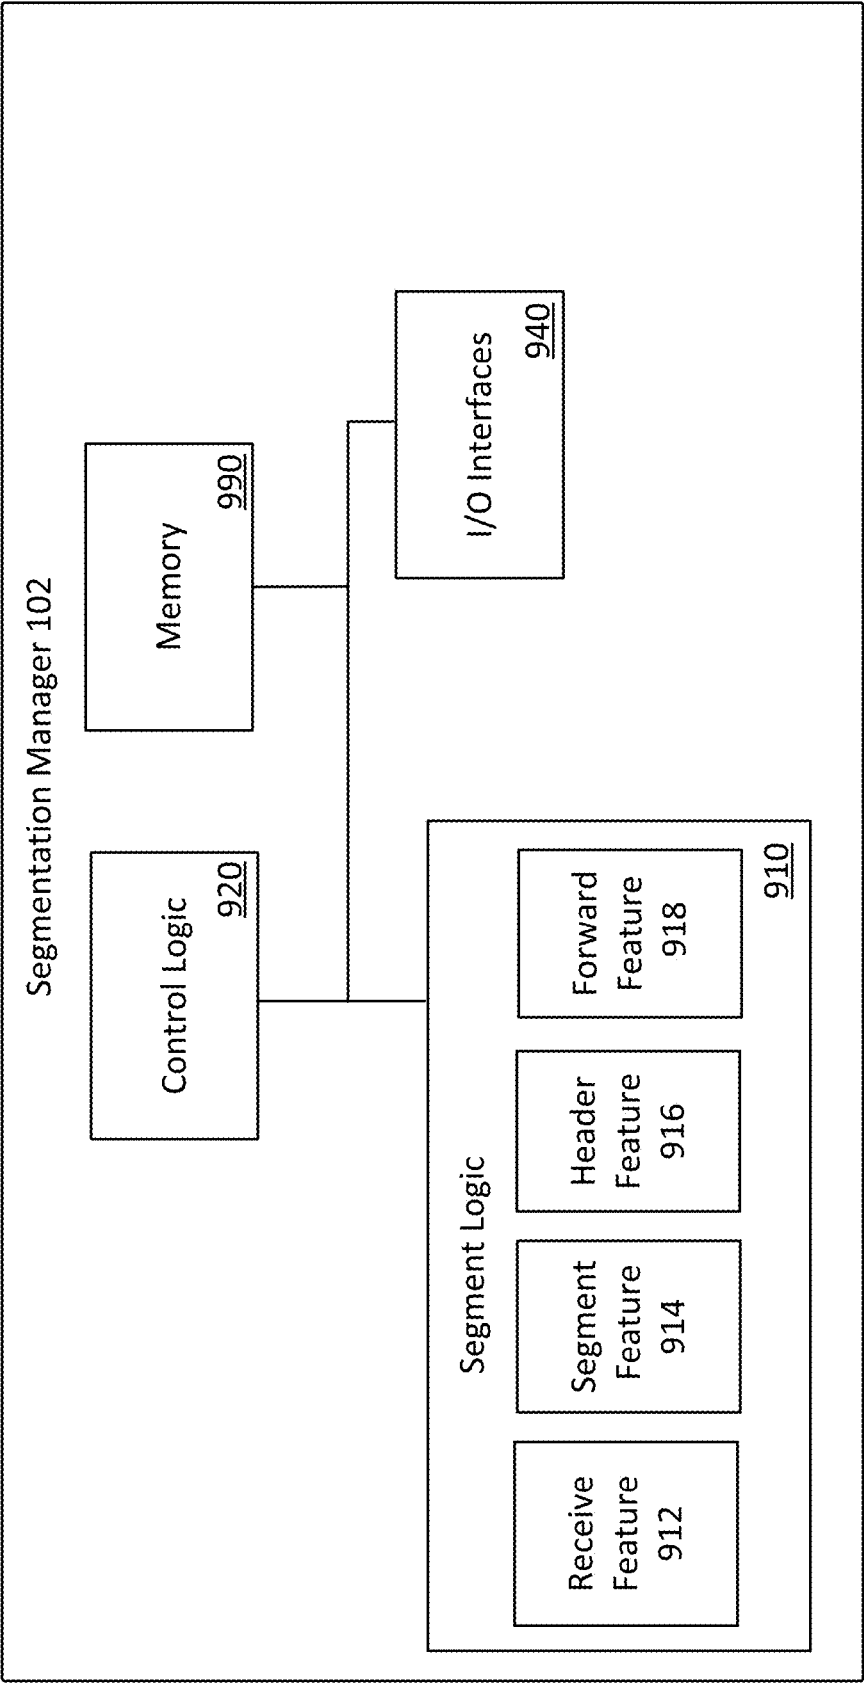 Segmentation Manager 102
Control Logic
920
Memory
990
I/O Interfaces
940
Segment Logic
Receive
Feature
912
Segment
Feature
914
Header
Feature
916
Forward
Feature
918
910